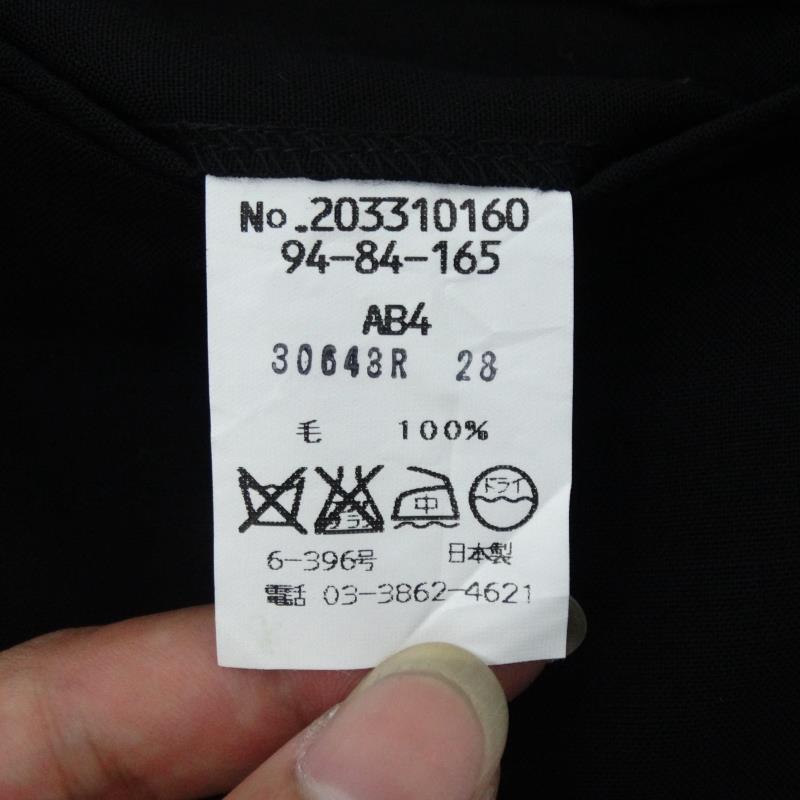 No.203310160
94-84-165
AB4
30643R 28
毛 100%
中 ドライ
6-396号 日本製
電話 03-3862-4621